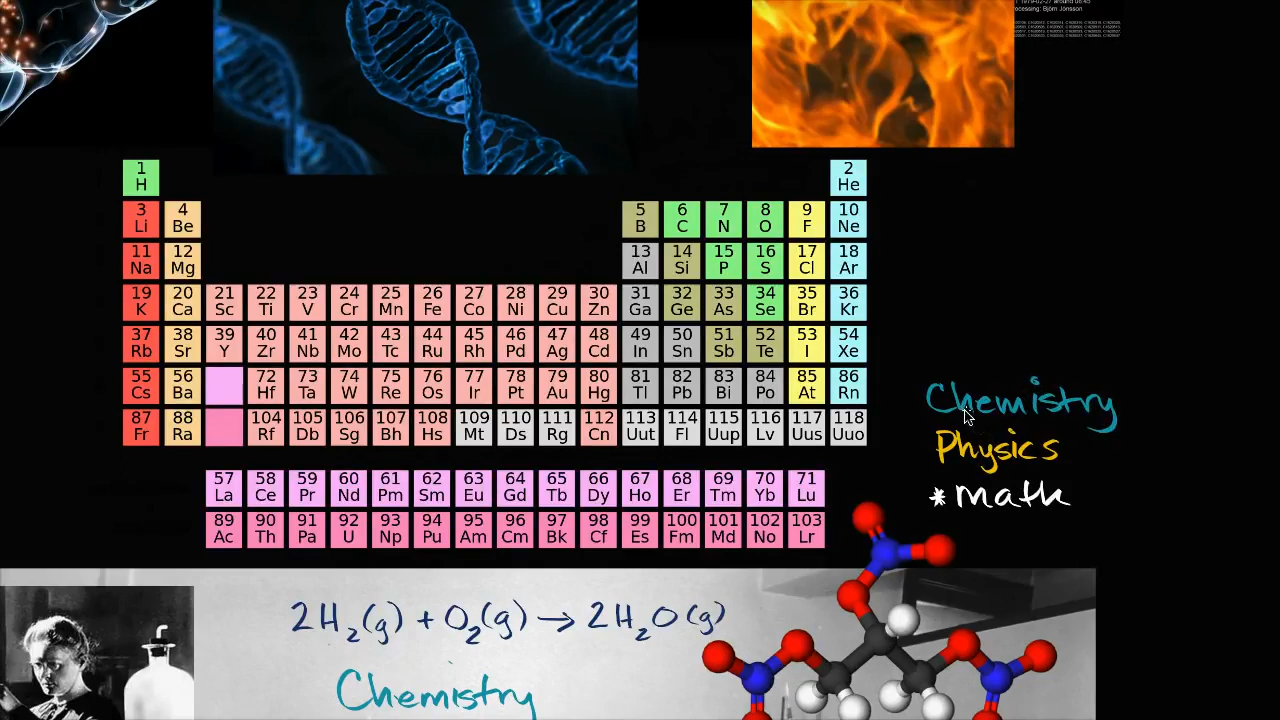 1979-02-27 around 06:45
ocessing: Björn Jónsson
1 2
H He
3 4 5 6 7 8 9 10
Li Be B C N O F Ne
11 12 13 14 15 16 17 18
Na Mg Al Si P S Cl Ar
19 20 21 22 23 24 25 26 27 28 29 30 31 32 33 34 35 36
K Ca Sc Ti V Cr Mn Fe Co Ni Cu Zn Ga Ge As Se Br Kr
37 38 39 40 41 42 43 44 45 46 47 48 49 50 51 52 53 54
Rb Sr Y Zr Nb Mo Tc Ru Rh Pd Ag Cd In Sn Sb Te I Xe
55 56 72 73 74 75 76 77 78 79 80 81 82 83 84 85 86
Cs Ba Hf Ta W Re Os Ir Pt Au Hg Tl Pb Bi Po At Rn
87 88 104 105 106 107 108 109 110 111 112 113 114 115 116 117 118
Fr Ra Rf Db Sg Bh Hs Mt Ds Rg Cn Uut Fl Uup Lv Uus Uuo
57 58 59 60 61 62 63 64 65 66 67 68 69 70 71
La Ce Pr Nd Pm Sm Eu Gd Tb Dy Ho Er Tm Yb Lu
89 90 91 92 93 94 95 96 97 98 99 100 101 102 103
Ac Th Pa U Np Pu Am Cm Bk Cf Es Fm Md No Lr
Chemistry
Physics
* math
2H₂(g) + O₂(g) → 2H₂O(g)
Chemistry